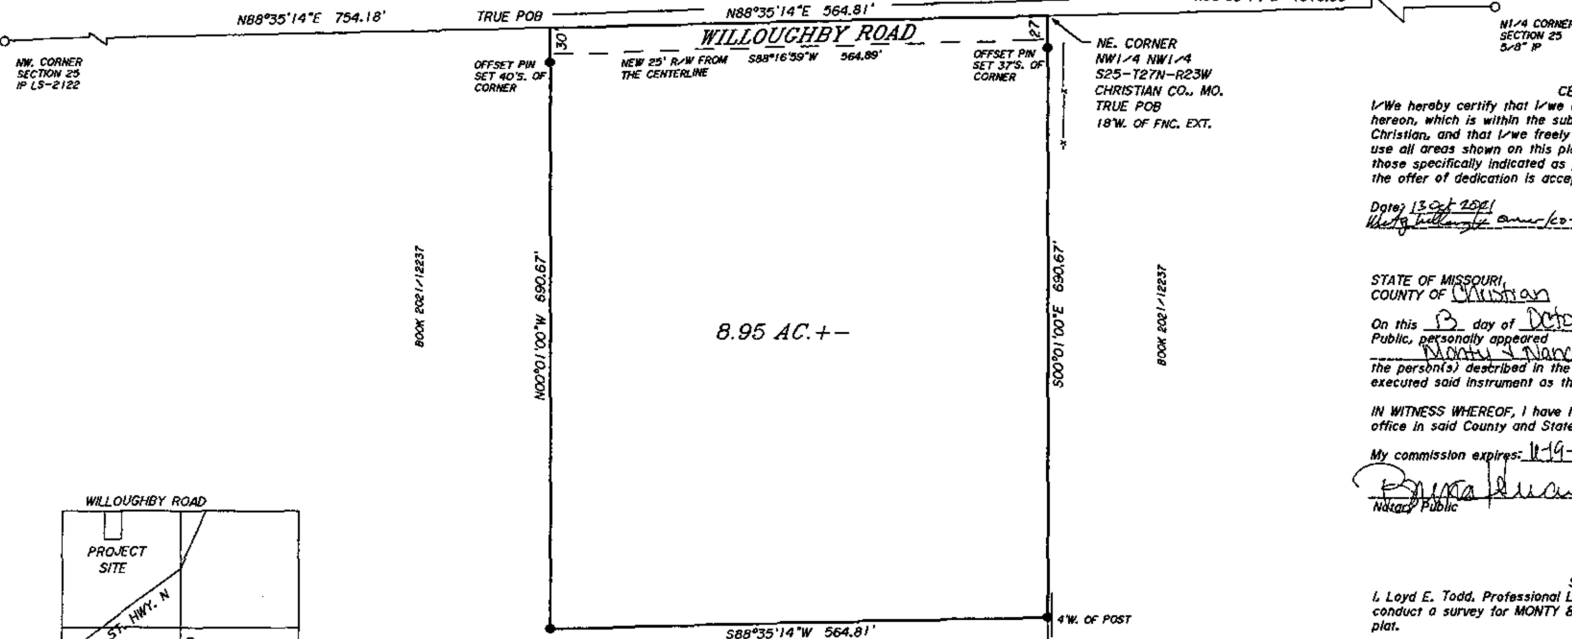 N88°35'14"E 754.18'
TRUE POB
N88°35'14"E 564.81'
WILLOUGHBY ROAD
30'
27'
NW. CORNER
SECTION 25
IP LS-2122
OFFSET PIN
SET 40'S. OF
CORNER
NEW 25' R/W FROM
THE CENTERLINE
S88°16'59"W 564.89'
OFFSET PIN
SET 37'S. OF
CORNER
NE. CORNER
NW1/4 NW1/4
S25-T27N-R23W
CHRISTIAN CO., MO.
TRUE POB
18'W. OF FNC. EXT.
N1/4 CORNER
SECTION 25
5/8" IP
BOOK 2021/12237
N00°01'00"W 690.67'
8.95 AC.+-
S00°01'00"E 690.67'
BOOK 2021/12237
S88°35'14"W 564.81'
4'W. OF POST
WILLOUGHBY ROAD
PROJECT
SITE
ST. HWY. N
CE
I/We hereby certify that I/we
hereon, which is within the sub
Christian, and that I/we freely
use all areas shown on this pl
those specifically indicated as
the offer of dedication is acce
Date: 13 Oct 2021
owner/co-
STATE OF MISSOURI,
COUNTY OF Christian
On this 13 day of Octo
Public, personally appeared
Monty & Nanc
the person(s) described in the
executed said instrument as th
IN WITNESS WHEREOF, I have
office in said County and State
My commission expires: 11-19-
Notary Public
I, Loyd E. Todd, Professional L
conduct a survey for MONTY &
plat.